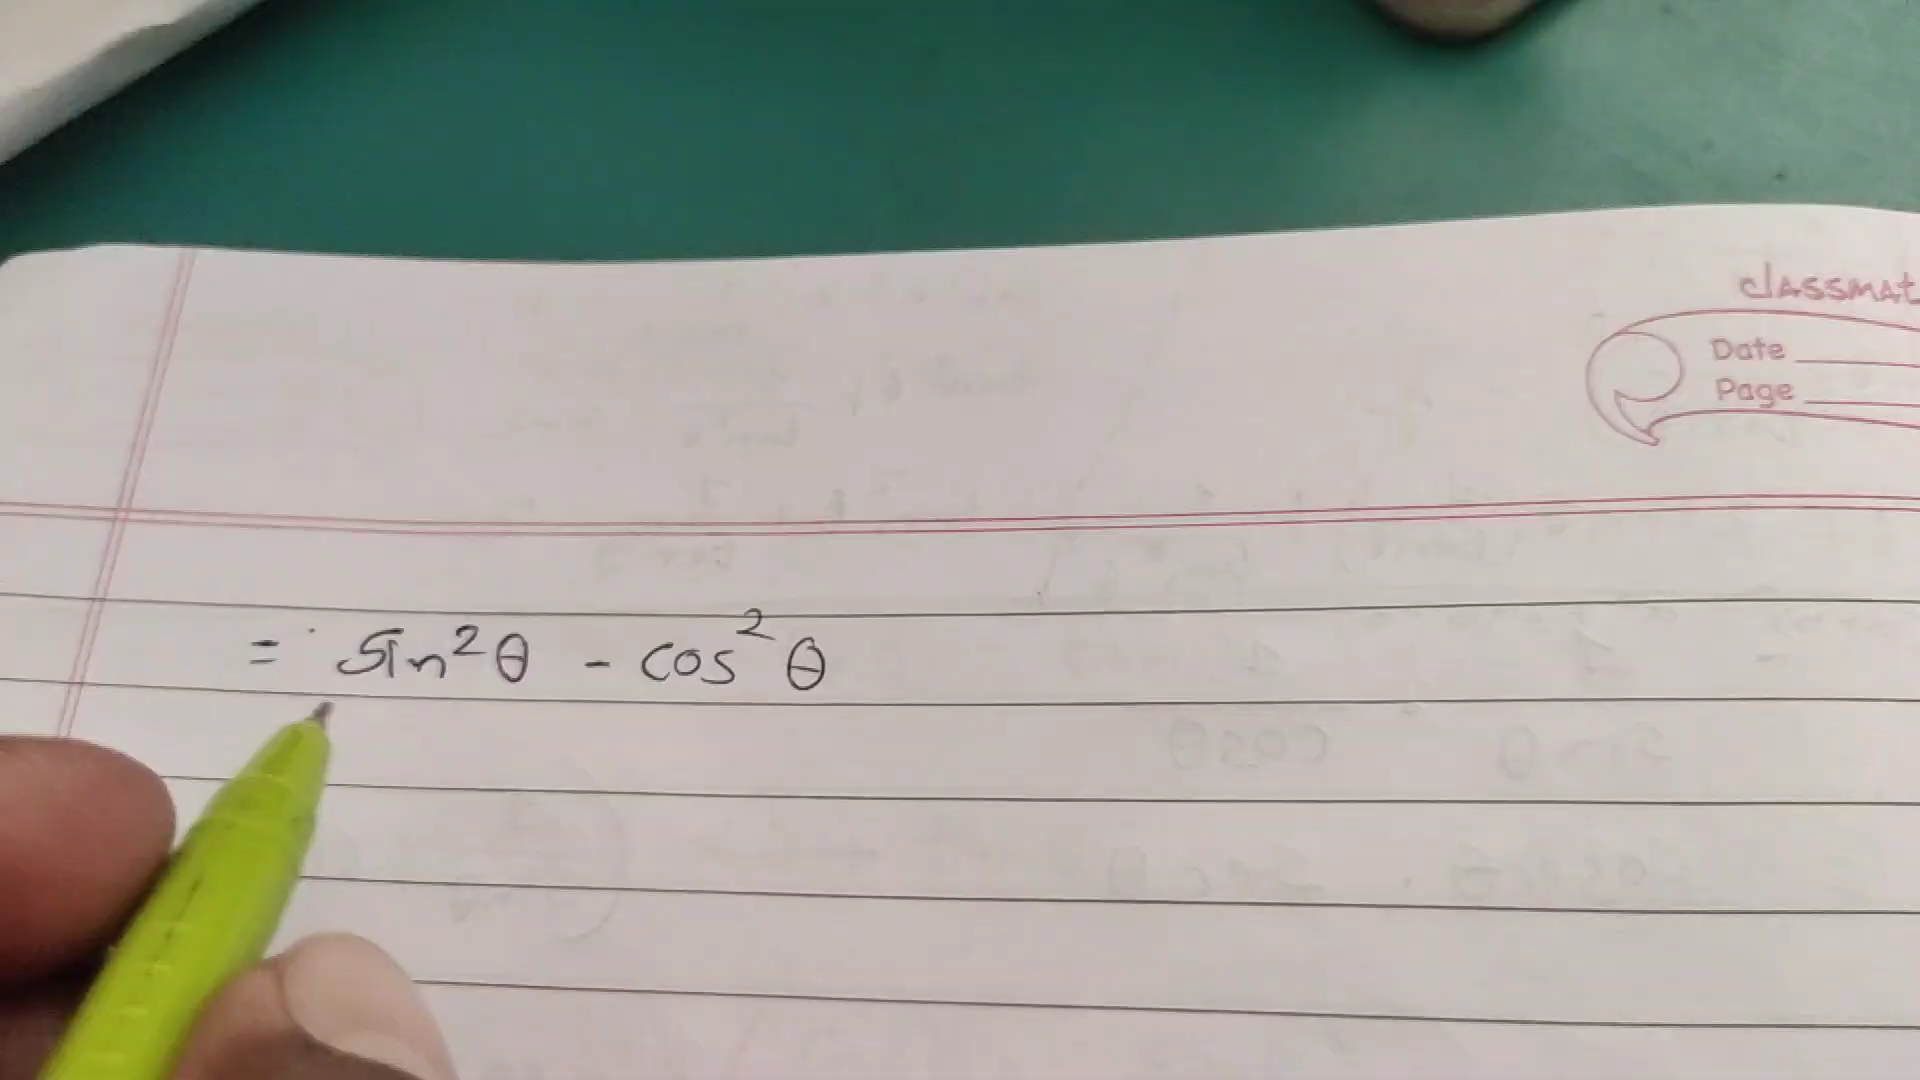 classmat
Date
Page
= sin²θ - cos²θ